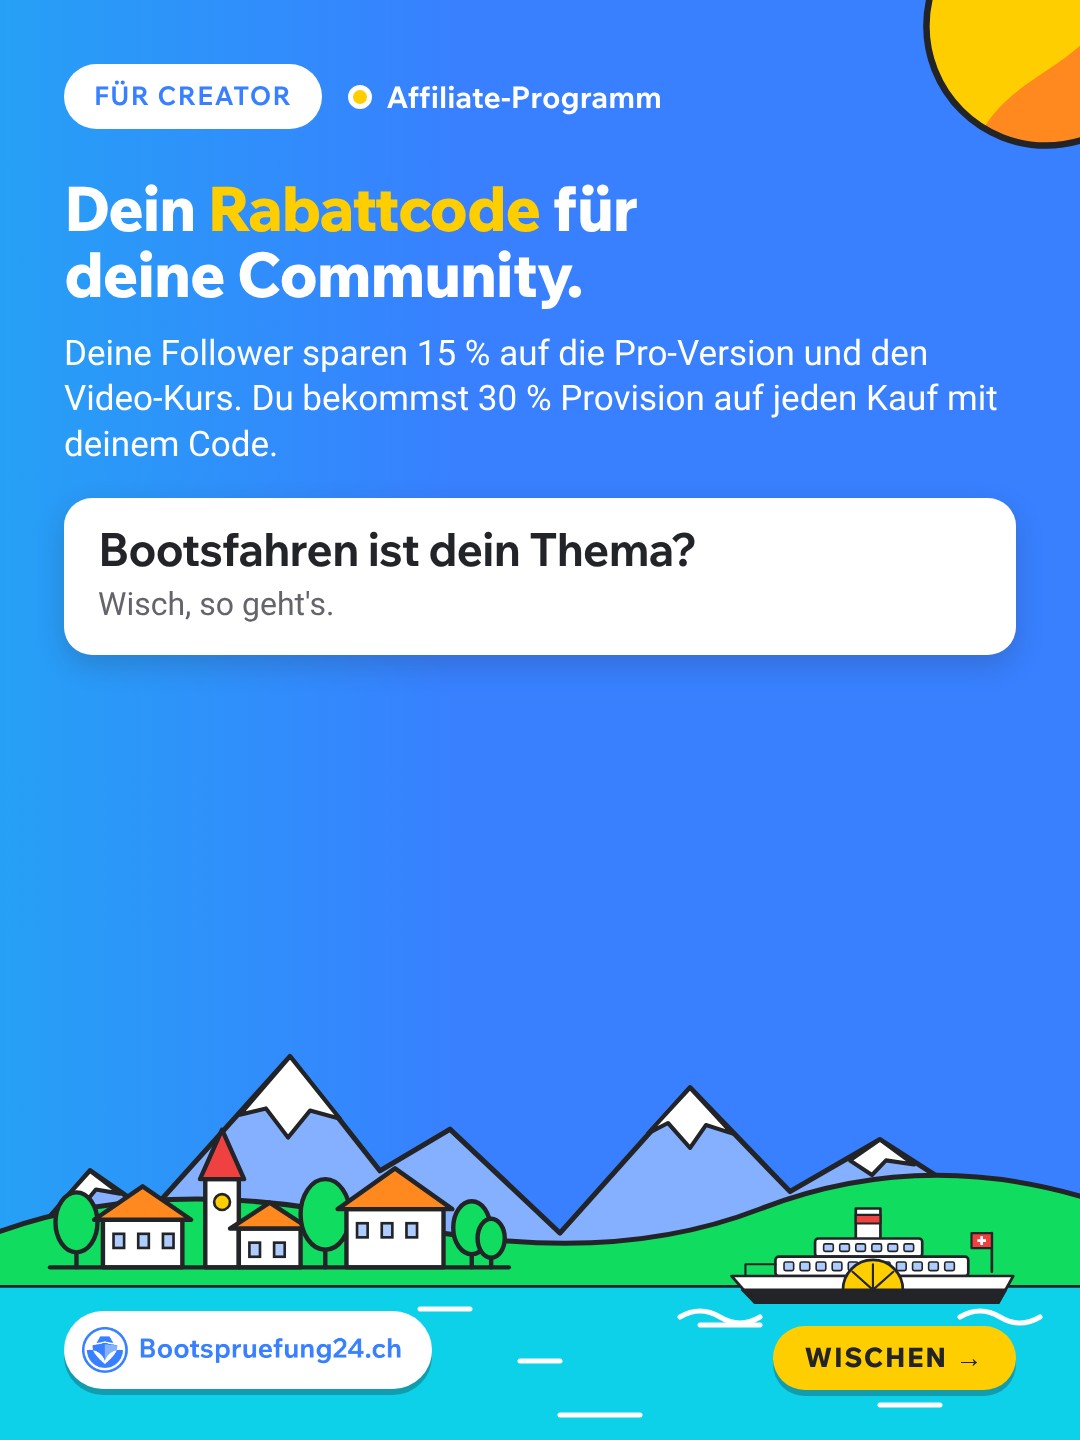 FÜR CREATOR
Affiliate-Programm
Dein Rabattcode für
deine Community.
Deine Follower sparen 15 % auf die Pro-Version und den
Video-Kurs. Du bekommst 30 % Provision auf jeden Kauf mit
deinem Code.
Bootsfahren ist dein Thema?
Wisch, so geht's.
Bootspruefung24.ch
WISCHEN →